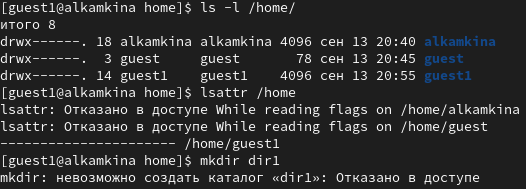 [guest1@alkamkina home]$ ls -l /home/
итого 8
drwx------. 18 alkamkina alkamkina 4096 сен 13 20:40 alkamkina
drwx------.  3 guest     guest       78 сен 13 20:45 guest
drwx------. 14 guest1    guest1    4096 сен 13 20:55 guest1
[guest1@alkamkina home]$ lsattr /home
lsattr: Отказано в доступе While reading flags on /home/alkamkina
lsattr: Отказано в доступе While reading flags on /home/guest
---------------------- /home/guest1
[guest1@alkamkina home]$ mkdir dir1
mkdir: невозможно создать каталог «dir1»: Отказано в доступе